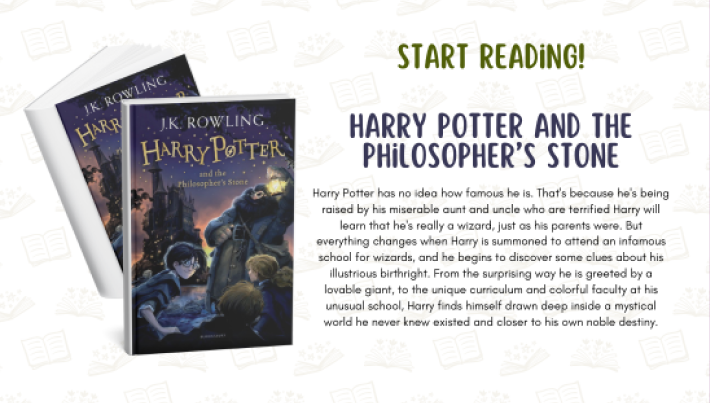 J.K. ROWLING
HARRY POTTER
J.K. ROWLING
HARRY POTTER
and the
Philosopher's Stone
START READING!
HARRY POTTER AND THE
PHILOSOPHER'S STONE
Harry Potter has no idea how famous he is. That's because he's being
raised by his miserable aunt and uncle who are terrified Harry will
learn that he's really a wizard, just as his parents were. But
everything changes when Harry is summoned to attend an infamous
school for wizards, and he begins to discover some clues about his
illustrious birthright. From the surprising way he is greeted by a
lovable giant, to the unique curriculum and colorful faculty at his
unusual school, Harry finds himself drawn deep inside a mystical
world he never knew existed and closer to his own noble destiny.